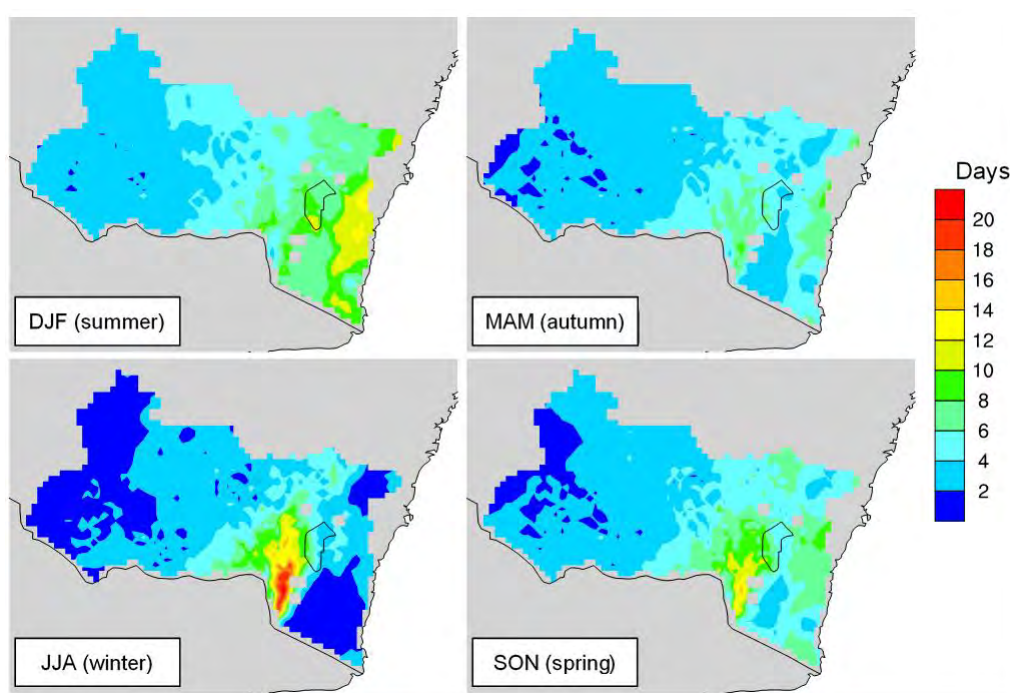 DJF (summer)
MAM (autumn)
JJA (winter)
SON (spring)
Days
20
18
16
14
12
10
8
6
4
2